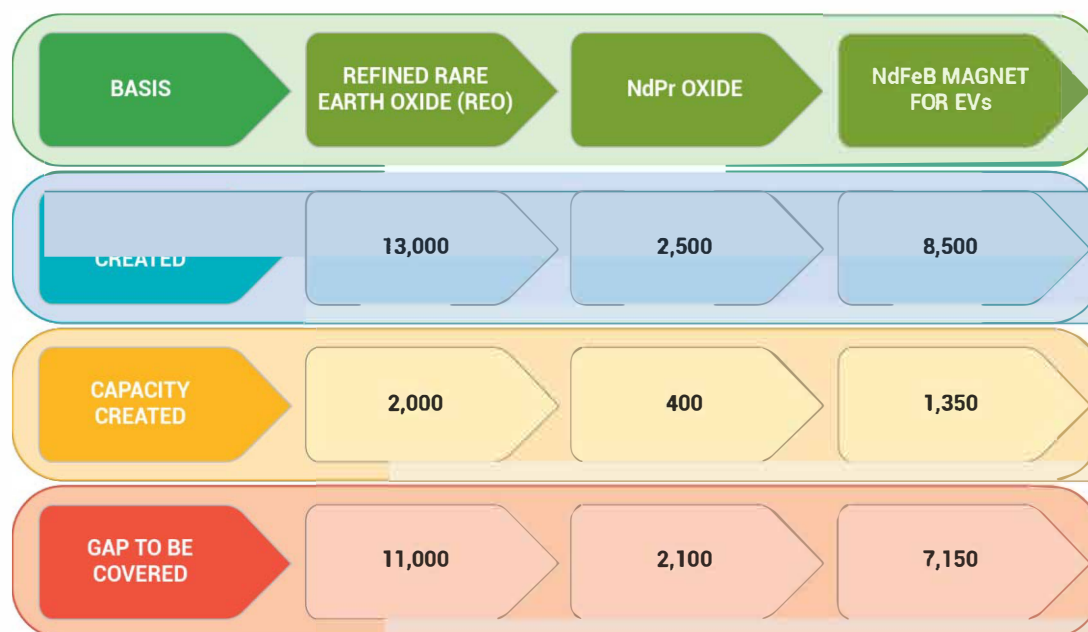 BASIS
REFINED RARE
EARTH OXIDE (REO)
NdPr OXIDE
NdFeB MAGNET
FOR EVs
CREATED
13,000
2,500
8,500
CAPACITY
CREATED
2,000
400
1,350
GAP TO BE
COVERED
11,000
2,100
7,150